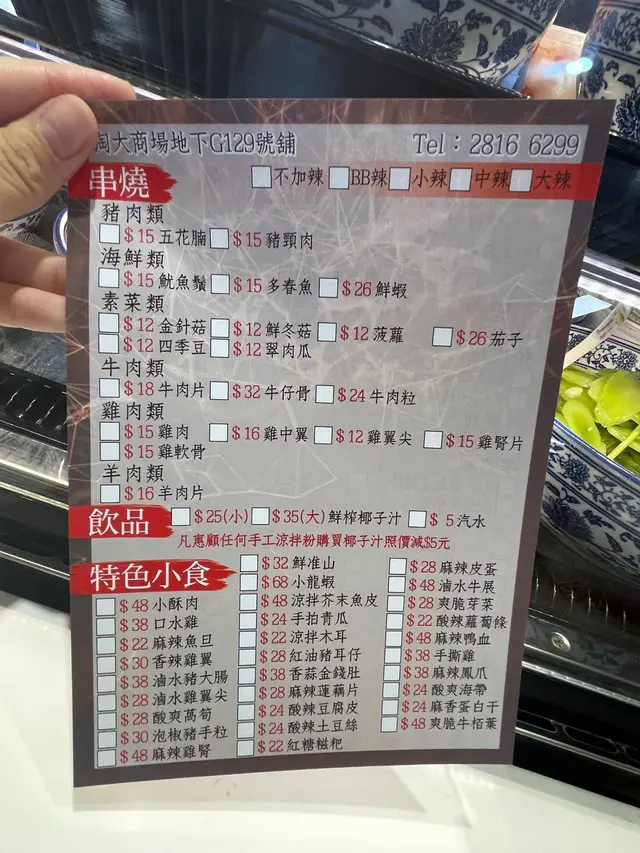 淘大商場地下G129號舖 Tel：2816 6299
串燒 不加辣 BB辣 小辣 中辣 大辣
豬肉類
$15 五花腩 $15 豬頸肉
海鮮類
$15 魷魚鬚 $15 多春魚 $26 鮮蝦
素菜類
$12 金針菇 $12 鮮冬菇 $12 菠蘿 $26 茄子
$12 四季豆 $12 翠肉瓜
牛肉類
$18 牛肉片 $32 牛仔骨 $24 牛肉粒
雞肉類
$15 雞肉 $16 雞中翼 $12 雞翼尖 $15 雞腎片
$15 雞軟骨
羊肉類
$16 羊肉片
飲品 $25(小) $35(大) 鮮榨椰子汁 $5 汽水
凡惠顧任何手工涼拌粉購買椰子汁照價減$5元
特色小食
$48 小酥肉
$38 口水雞
$22 麻辣魚旦
$30 香辣雞翼
$38 滷水豬大腸
$28 滷水雞翼尖
$28 酸爽萵筍
$30 泡椒豬手粒
$48 麻辣雞腎
$32 鮮准山
$68 小龍蝦
$48 涼拌芥末魚皮
$24 手拍青瓜
$22 涼拌木耳
$28 紅油豬耳仔
$38 香蒜金錢肚
$28 麻辣蓮藕片
$24 酸辣豆腐皮
$24 酸辣土豆絲
$22 紅糖糍粑
$28 麻辣皮蛋
$48 滷水牛展
$28 爽脆芽菜
$22 酸辣蘿蔔條
$48 麻辣鴨血
$38 手撕雞
$38 麻辣鳳爪
$24 酸爽海帶
$24 麻香蛋白干
$48 爽脆牛栢葉